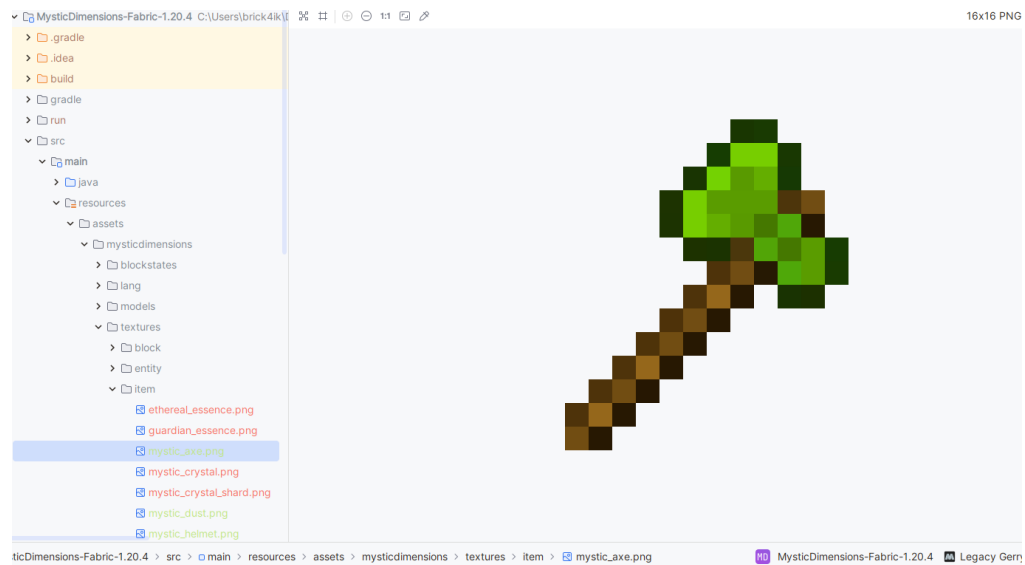 MysticDimensions-Fabric-1.20.4 C:\Users\brick4ik\
1:1
16x16 PNG
.gradle
.idea
build
gradle
run
src
main
java
resources
assets
mysticdimensions
blockstates
lang
models
textures
block
entity
item
ethereal_essence.png
guardian_essence.png
mystic_axe.png
mystic_crystal.png
mystic_crystal_shard.png
mystic_dust.png
mystic_helmet.png
ticDimensions-Fabric-1.20.4 > src > main > resources > assets > mysticdimensions > textures > item > mystic_axe.png
MD MysticDimensions-Fabric-1.20.4 Legacy Gerry